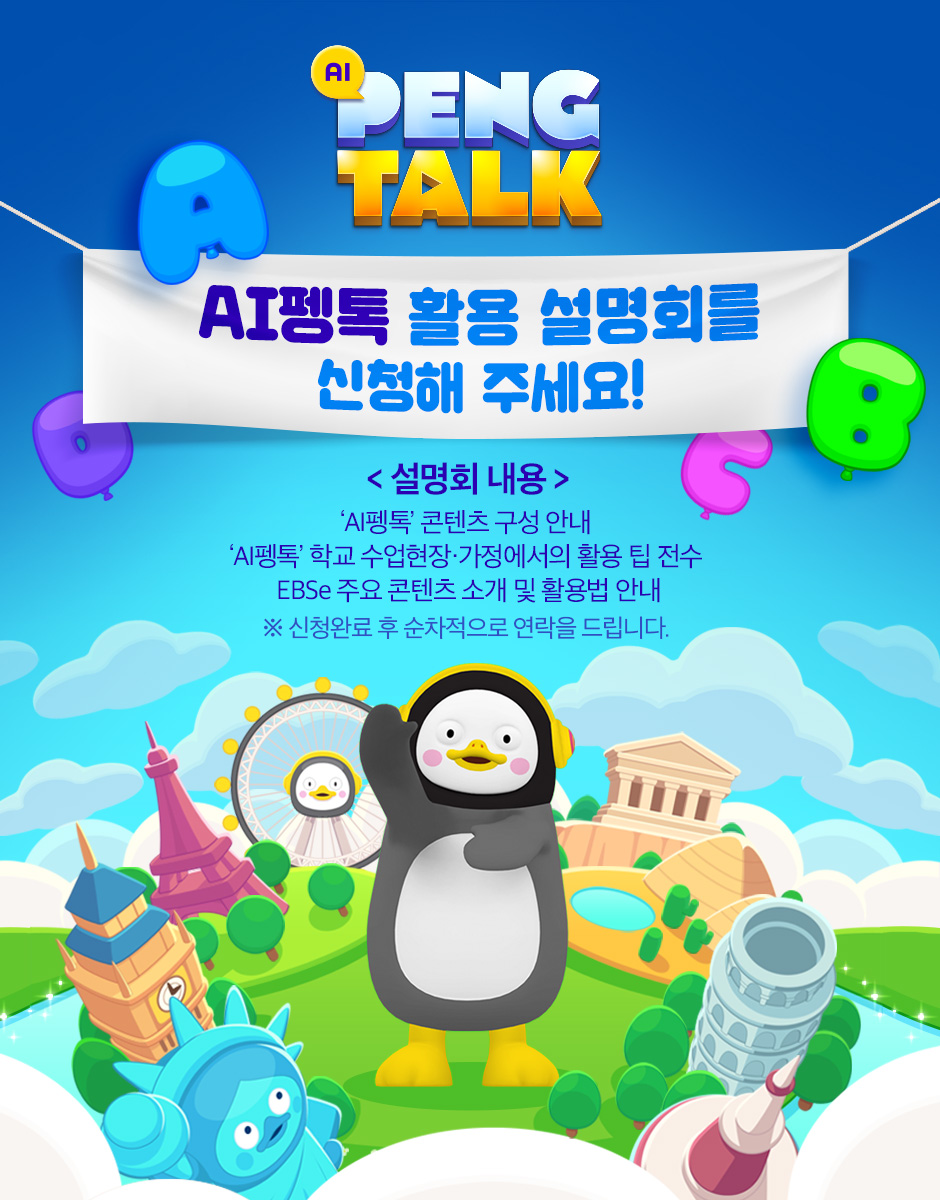 AI
PENG
TALK
A
AI펭톡 활용 설명회를
신청해 주세요!
B
D
C
< 설명회 내용 >
‘AI펭톡’ 콘텐츠 구성 안내
‘AI펭톡’ 학교 수업현장·가정에서의 활용 팁 전수
EBSe 주요 콘텐츠 소개 및 활용법 안내
※ 신청완료 후 순차적으로 연락을 드립니다.